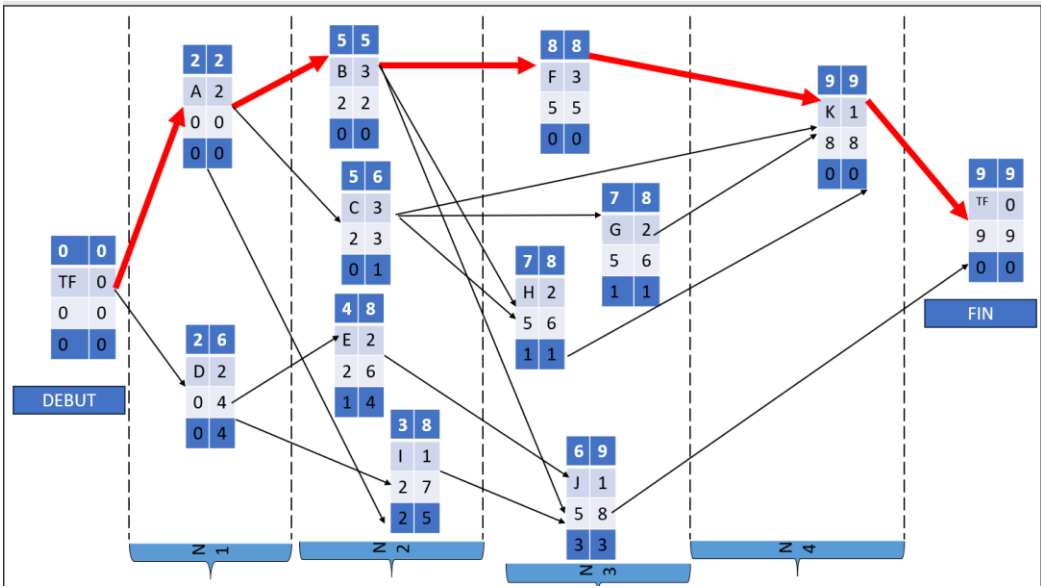 0 0
TF 0
0 0
0 0
DEBUT
2 2
A 2
0 0
0 0
2 6
D 2
0 4
0 4
N 1
5 5
B 3
2 2
0 0
5 6
C 3
2 3
0 1
4 8
E 2
2 6
1 4
3 8
I 1
2 7
2 5
N 2
8 8
F 3
5 5
0 0
7 8
G 2
5 6
1 1
7 8
H 2
5 6
1 1
6 9
J 1
5 8
3 3
N 3
9 9
K 1
8 8
0 0
N 4
9 9
TF 0
9 9
0 0
FIN